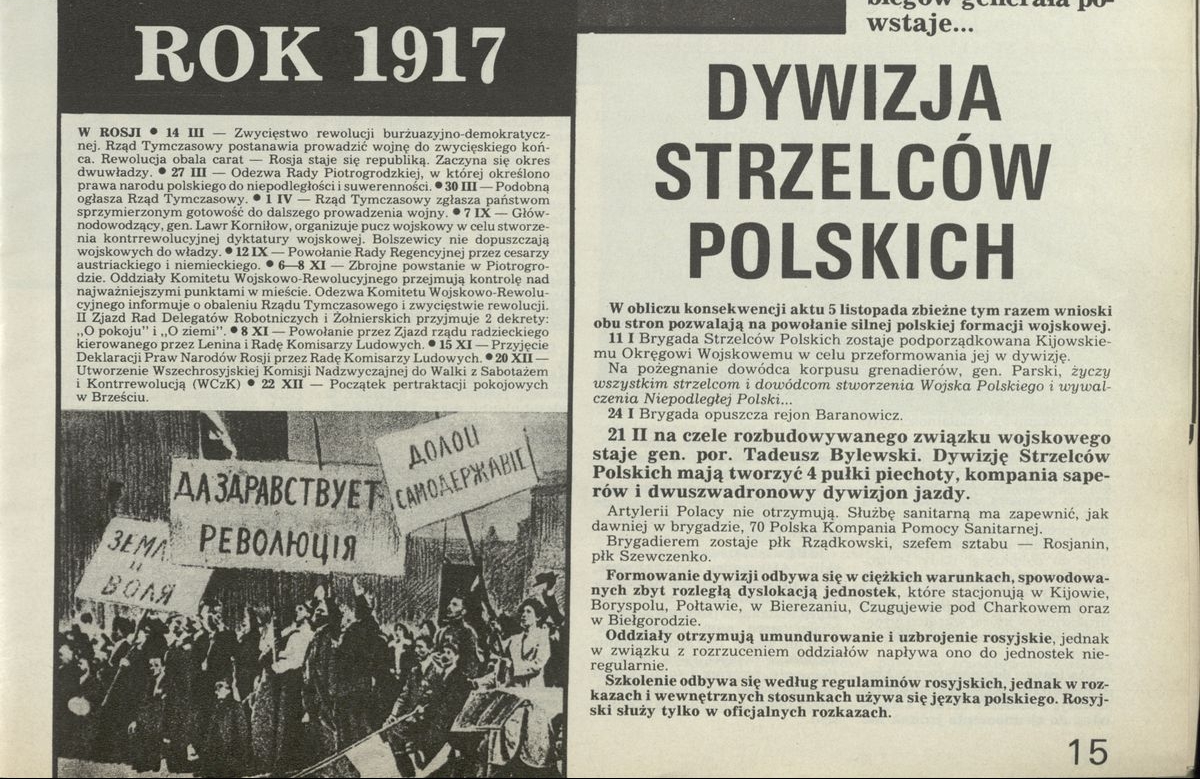 ROK 1917
W ROSJI • 14 III — Zwycięstwo rewolucji burżuazyjno-demokratycz-
nej. Rząd Tymczasowy postanawia prowadzić wojnę do zwycięskiego koń-
ca. Rewolucja obala carat — Rosja staje się republiką. Zaczyna się okres
dwuwładzy. • 27 III — Odezwa Rady Piotrogrodzkiej, w której określono
prawa narodu polskiego do niepodległości i suwerenności. • 30 III — Podobną
ogłasza Rząd Tymczasowy. • 1 IV — Rząd Tymczasowy zgłasza państwom
sprzymierzonym gotowość do dalszego prowadzenia wojny. • 7 IX — Głów-
nodowodzący, gen. Lawr Korniłow, organizuje pucz wojskowy w celu stworze-
nia kontrrewolucyjnej dyktatury wojskowej. Bolszewicy nie dopuszczają
wojskowych do władzy. • 12 IX — Powołanie Rady Regencyjnej przez cesarzy
austriackiego i niemieckiego. • 6—8 XI — Zbrojne powstanie w Piotrogro-
dzie. Oddziały Komitetu Wojskowo-Rewolucyjnego przejmują kontrolę nad
najważniejszymi punktami w mieście. Odezwa Komitetu Wojskowo-Rewolu-
cyjnego informuje o obaleniu Rządu Tymczasowego i zwycięstwie rewolucji.
II Zjazd Rad Delegatów Robotniczych i Żołnierskich przyjmuje 2 dekrety:
„O pokoju" i „O ziemi". • 8 XI — Powołanie przez Zjazd rządu radzieckiego
kierowanego przez Lenina i Radę Komisarzy Ludowych. • 15 XI — Przyjęcie
Deklaracji Praw Narodów Rosji przez Radę Komisarzy Ludowych. • 20 XII —
Utworzenie Wszechrosyjskiej Komisji Nadzwyczajnej do Walki z Sabotażem
i Kontrrewolucją (WCzK) • 22 XII — Początek pertraktacji pokojowych
w Brześciu.
ЗЕМЛ
И
ВОЛЯ
ДА ЗДРАВСТВУЕТ
РЕВОЛЮЦІЯ
ДОЛОЙ
САМОДЕРЖАВІЕ
biegów generała po-
wstaje...
DYWIZJA
STRZELCÓW
POLSKICH
W obliczu konsekwencji aktu 5 listopada zbieżne tym razem wnioski
obu stron pozwalają na powołanie silnej polskiej formacji wojskowej.
11 I Brygada Strzelców Polskich zostaje podporządkowana Kijowskie-
mu Okręgowi Wojskowemu w celu przeformowania jej w dywizję.
Na pożegnanie dowódca korpusu grenadierów, gen. Parski, życzy
wszystkim strzelcom i dowódcom stworzenia Wojska Polskiego i wywal-
czenia Niepodległej Polski...
24 I Brygada opuszcza rejon Baranowicz.
21 II na czele rozbudowywanego związku wojskowego
staje gen. por. Tadeusz Bylewski. Dywizję Strzelców
Polskich mają tworzyć 4 pułki piechoty, kompania sape-
rów i dwuszwadronowy dywizjon jazdy.
Artylerii Polacy nie otrzymują. Służbę sanitarną ma zapewnić, jak
dawniej w brygadzie, 70 Polska Kompania Pomocy Sanitarnej.
Brygadierem zostaje płk Rządkowski, szefem sztabu — Rosjanin,
płk Szewczenko.
Formowanie dywizji odbywa się w ciężkich warunkach, spowodowa-
nych zbyt rozległą dyslokacją jednostek, które stacjonują w Kijowie,
Boryspolu, Połtawie, w Bierezaniu, Czugujewie pod Charkowem oraz
w Biełgorodzie.
Oddziały otrzymują umundurowanie i uzbrojenie rosyjskie, jednak
w związku z rozrzuceniem oddziałów napływa ono do jednostek nie-
regularnie.
Szkolenie odbywa się według regulaminów rosyjskich, jednak w roz-
kazach i wewnętrznych stosunkach używa się języka polskiego. Rosyj-
ski służy tylko w oficjalnych rozkazach.
15